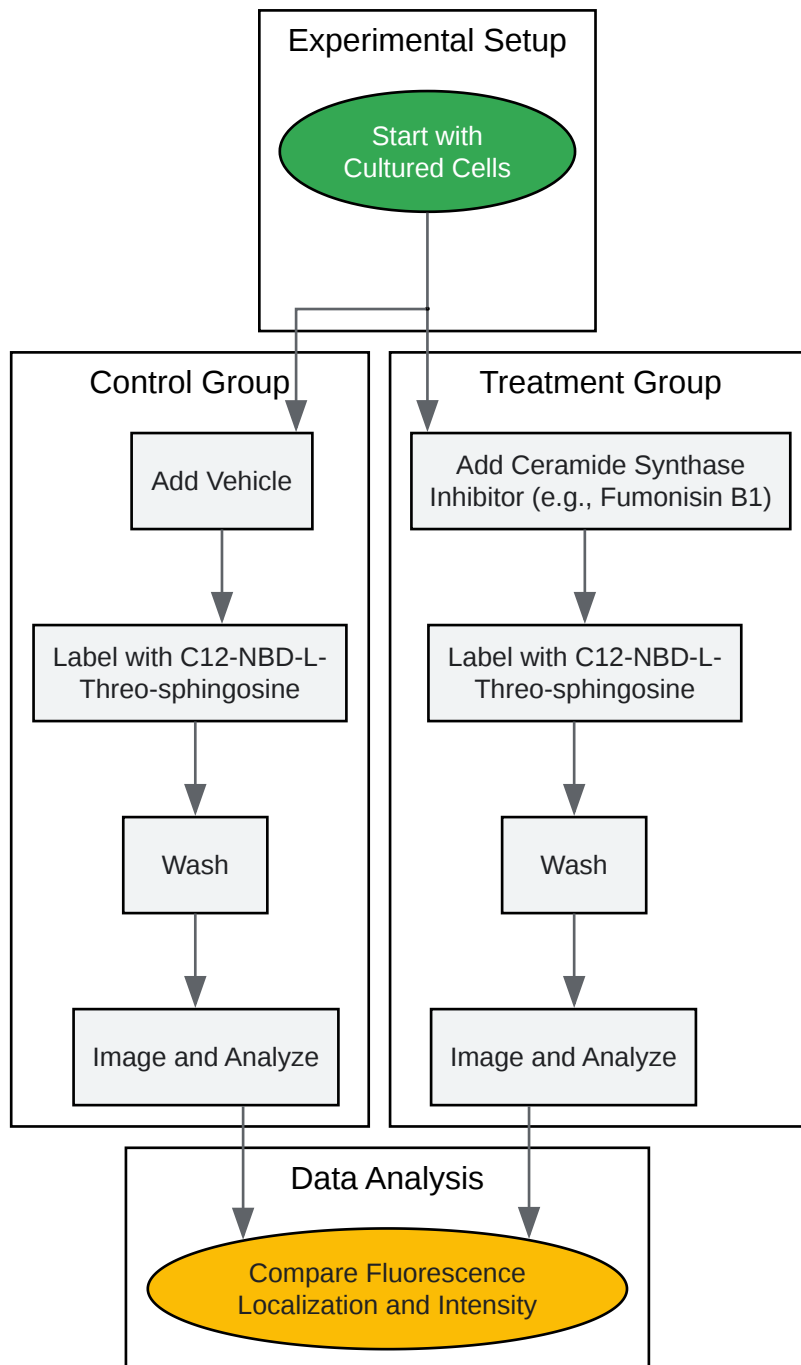 Experimental Setup
Start with
Cultured Cells
Control Group
Add Vehicle
Label with C12-NBD-L-
Threo-sphingosine
Wash
Image and Analyze
Treatment Group
Add Ceramide Synthase
Inhibitor (e.g., Fumonisin B1)
Label with C12-NBD-L-
Threo-sphingosine
Wash
Image and Analyze
Data Analysis
Compare Fluorescence
Localization and Intensity